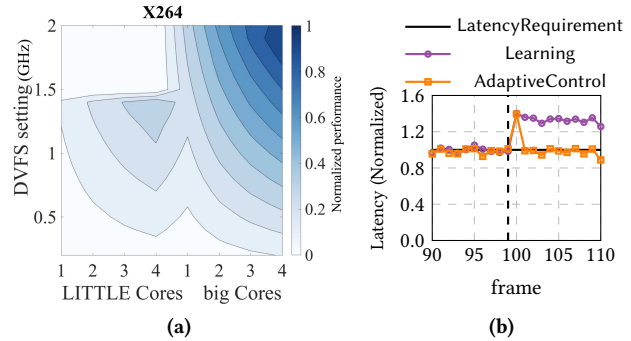 X264
DVFS setting (GHz)
2
1.5
1
0.5
1 2 3 4 1 2 3 4
LITTLE Cores big Cores
1
0.8
0.6
0.4
0.2
0
Normalized performance
(a)
LatencyRequirement
Learning
AdaptiveControl
Latency (Normalized)
1.6
1.2
0.8
0.4
0.0
90 95 100 105 110
frame
(b)